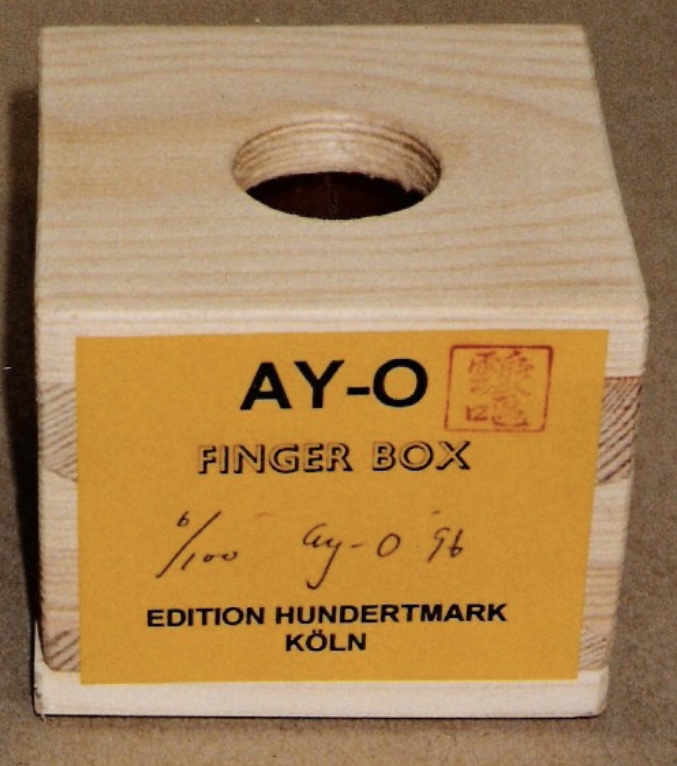 AY-O
FINGER BOX
6/100 ay-O '96
EDITION HUNDERTMARK
KÖLN